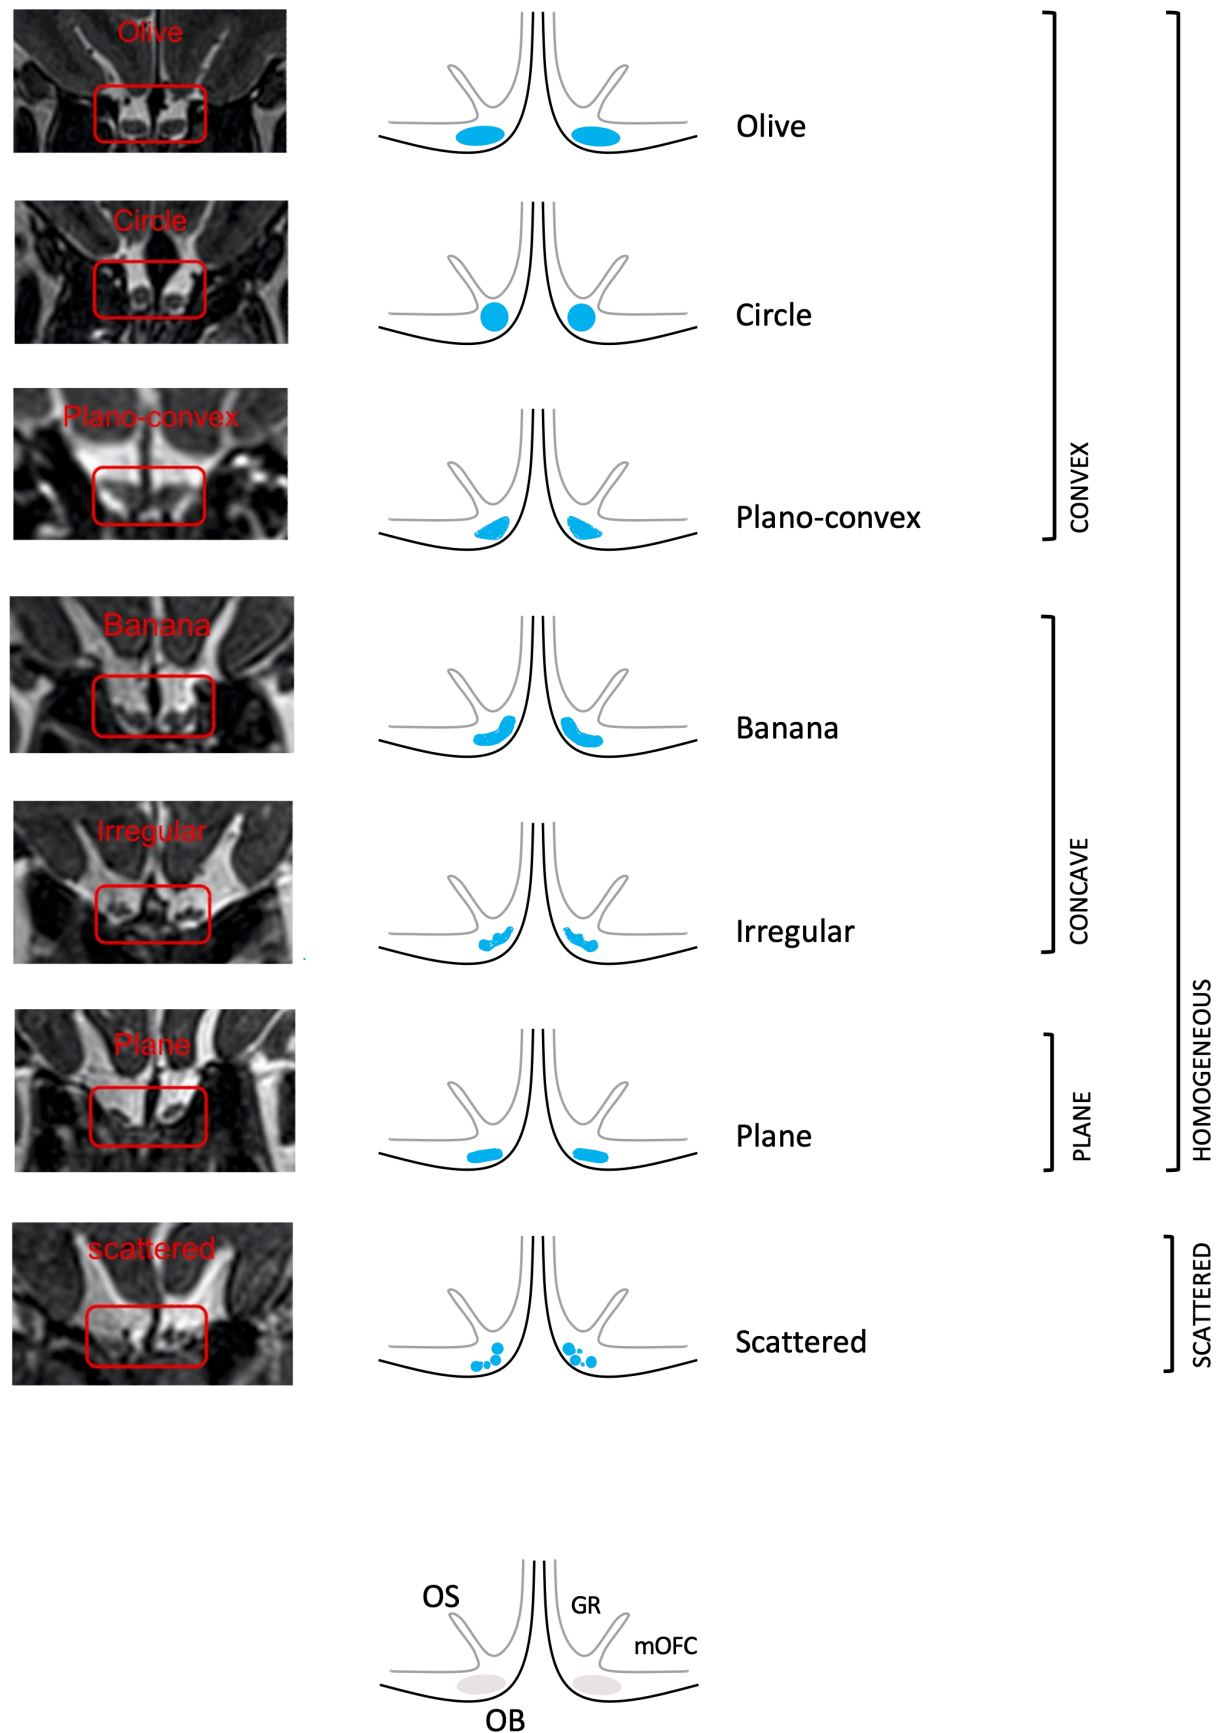 Olive
Olive
Circle
Circle
Plano-convex
Plano-convex
CONVEX
Banana
Banana
Irregular
Irregular
CONCAVE
Plane
Plane
PLANE
HOMOGENEOUS
scattered
Scattered
SCATTERED
OS
GR
mOFC
OB